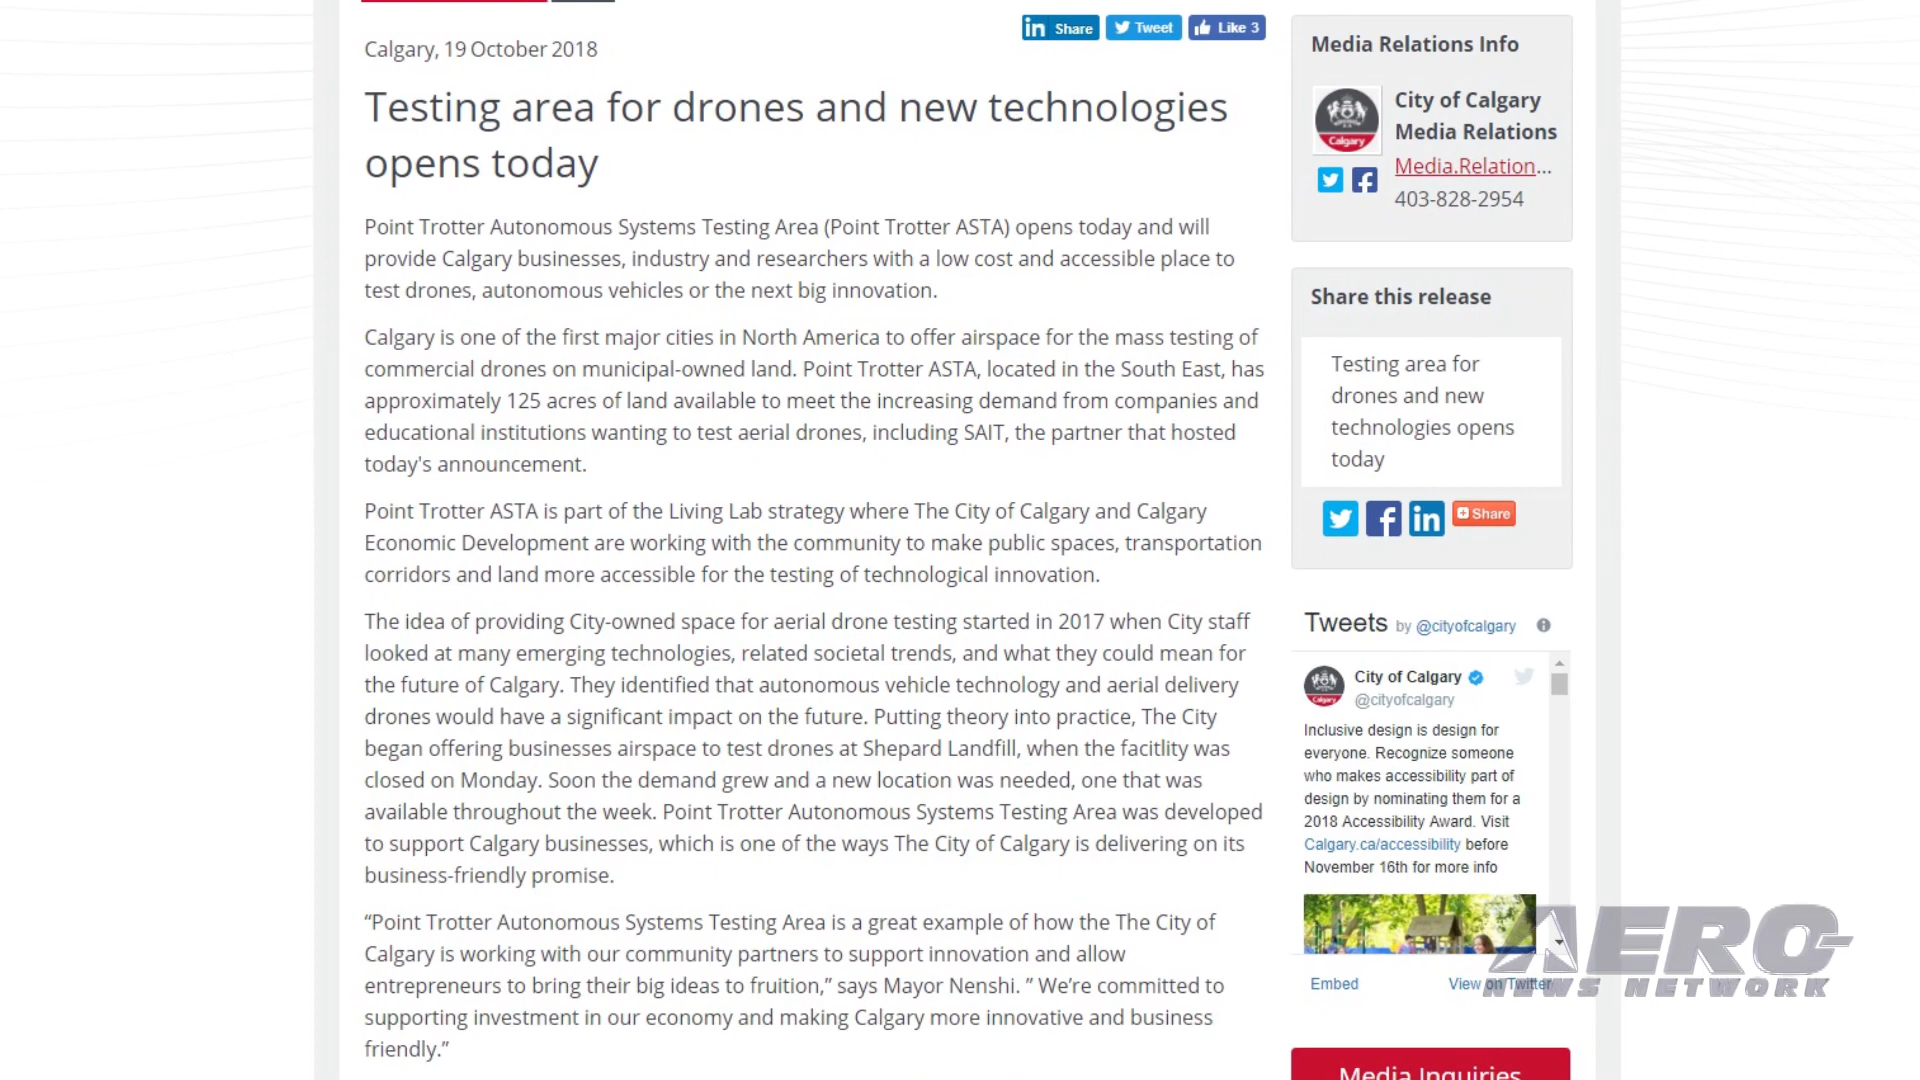 Share
Tweet
Like 3
Calgary, 19 October 2018
Testing area for drones and new technologies
opens today
Point Trotter Autonomous Systems Testing Area (Point Trotter ASTA) opens today and will
provide Calgary businesses, industry and researchers with a low cost and accessible place to
test drones, autonomous vehicles or the next big innovation.
Calgary is one of the first major cities in North America to offer airspace for the mass testing of
commercial drones on municipal-owned land. Point Trotter ASTA, located in the South East, has
approximately 125 acres of land available to meet the increasing demand from companies and
educational institutions wanting to test aerial drones, including SAIT, the partner that hosted
today's announcement.
Point Trotter ASTA is part of the Living Lab strategy where The City of Calgary and Calgary
Economic Development are working with the community to make public spaces, transportation
corridors and land more accessible for the testing of technological innovation.
The idea of providing City-owned space for aerial drone testing started in 2017 when City staff
looked at many emerging technologies, related societal trends, and what they could mean for
the future of Calgary. They identified that autonomous vehicle technology and aerial delivery
drones would have a significant impact on the future. Putting theory into practice, The City
began offering businesses airspace to test drones at Shepard Landfill, when the facitlity was
closed on Monday. Soon the demand grew and a new location was needed, one that was
available throughout the week. Point Trotter Autonomous Systems Testing Area was developed
to support Calgary businesses, which is one of the ways The City of Calgary is delivering on its
business-friendly promise.
“Point Trotter Autonomous Systems Testing Area is a great example of how the The City of
Calgary is working with our community partners to support innovation and allow
entrepreneurs to bring their big ideas to fruition,” says Mayor Nenshi. ” We’re committed to
supporting investment in our economy and making Calgary more innovative and business
friendly.”
Media Relations Info
Calgary
City of Calgary
Media Relations
Media.Relation...
403-828-2954
Share this release
Testing area for
drones and new
technologies opens
today
in
Share
Tweets by @cityofcalgary
Calgary
City of Calgary
@cityofcalgary
Inclusive design is design for
everyone. Recognize someone
who makes accessibility part of
design by nominating them for a
2018 Accessibility Award. Visit
Calgary.ca/accessibility before
November 16th for more info
Embed
View on Twitter
AERO-
NEWS NETWORK
Media Inquiries